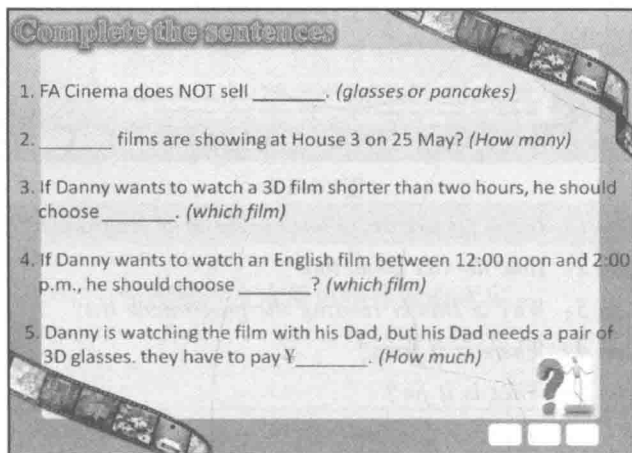 Complete the sentences
1. FA Cinema does NOT sell _______. (glasses or pancakes)
2. _______ films are showing at House 3 on 25 May? (How many)
3. If Danny wants to watch a 3D film shorter than two hours, he should
choose _______. (which film)
4. If Danny wants to watch an English film between 12:00 noon and 2:00
p.m., he should choose _______? (which film)
5. Danny is watching the film with his Dad, but his Dad needs a pair of
3D glasses. they have to pay ¥_______. (How much)